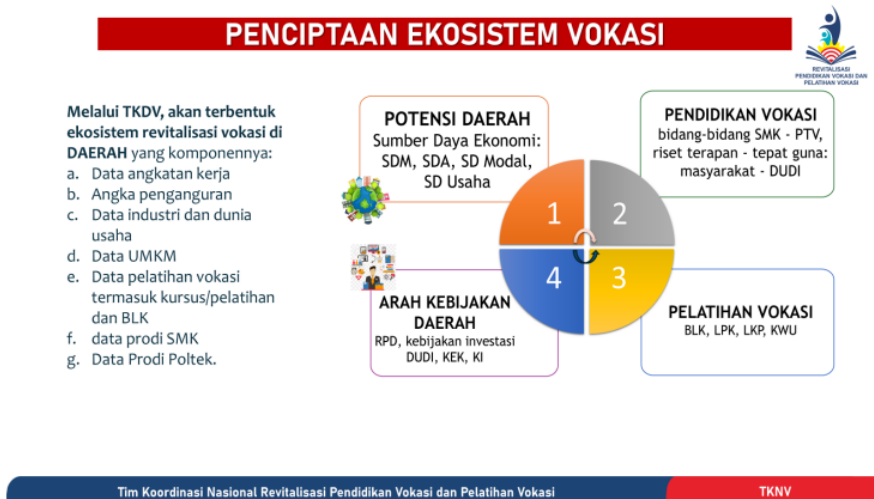 PENCIPTAAN EKOSISTEM VOKASI
REVITALISASI
PENDIDIKAN VOKASI DAN
PELATIHAN VOKASI
Melalui TKDV, akan terbentuk
ekosistem revitalisasi vokasi di
DAERAH yang komponennya:
a. Data angkatan kerja
b. Angka penganguran
c. Data industri dan dunia
usaha
d. Data UMKM
e. Data pelatihan vokasi
termasuk kursus/pelatihan
dan BLK
f. data prodi SMK
g. Data Prodi Poltek.
POTENSI DAERAH
Sumber Daya Ekonomi:
SDM, SDA, SD Modal,
SD Usaha
PENDIDIKAN VOKASI
bidang-bidang SMK - PTV,
riset terapan - tepat guna:
masyarakat - DUDI
1
2
4
3
ARAH KEBIJAKAN
DAERAH
RPD, kebijakan investasi
DUDI, KEK, KI
PELATIHAN VOKASI
BLK, LPK, LKP, KWU
Tim Koordinasi Nasional Revitalisasi Pendidikan Vokasi dan Pelatihan Vokasi
TKNV